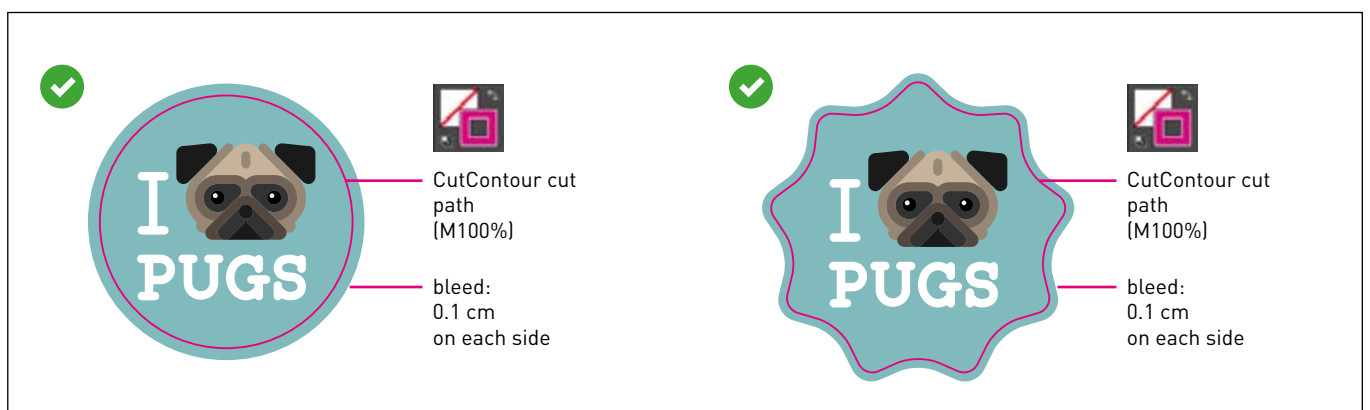 I
PUGS
CutContour cut
path
(M100%)
bleed:
0.1 cm
on each side
I
PUGS
CutContour cut
path
(M100%)
bleed:
0.1 cm
on each side